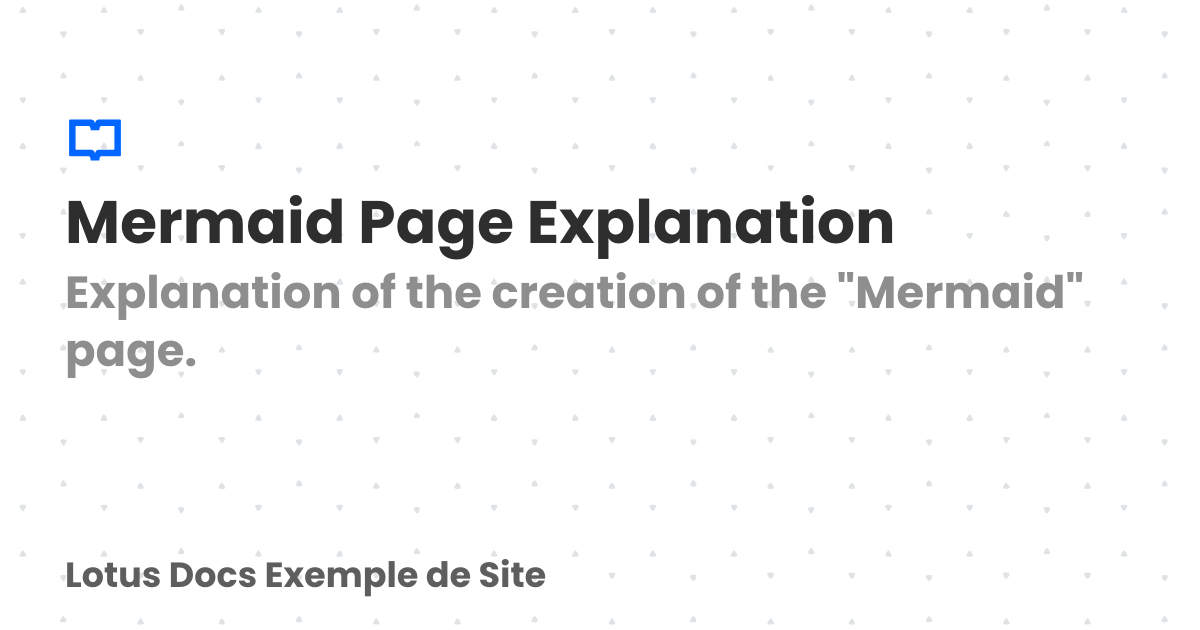 Mermaid Page Explanation
Explanation of the creation of the "Mermaid"
page.
Lotus Docs Exemple de Site